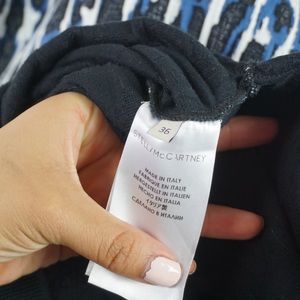 36
STELLA McCARTNEY
MADE IN ITALY
FABRIQUÉ EN ITALIE
HERGESTELLT IN ITALIEN
HECHO EN ITALIA
イタリア製
СДЕЛАНО В ИТАЛИИ